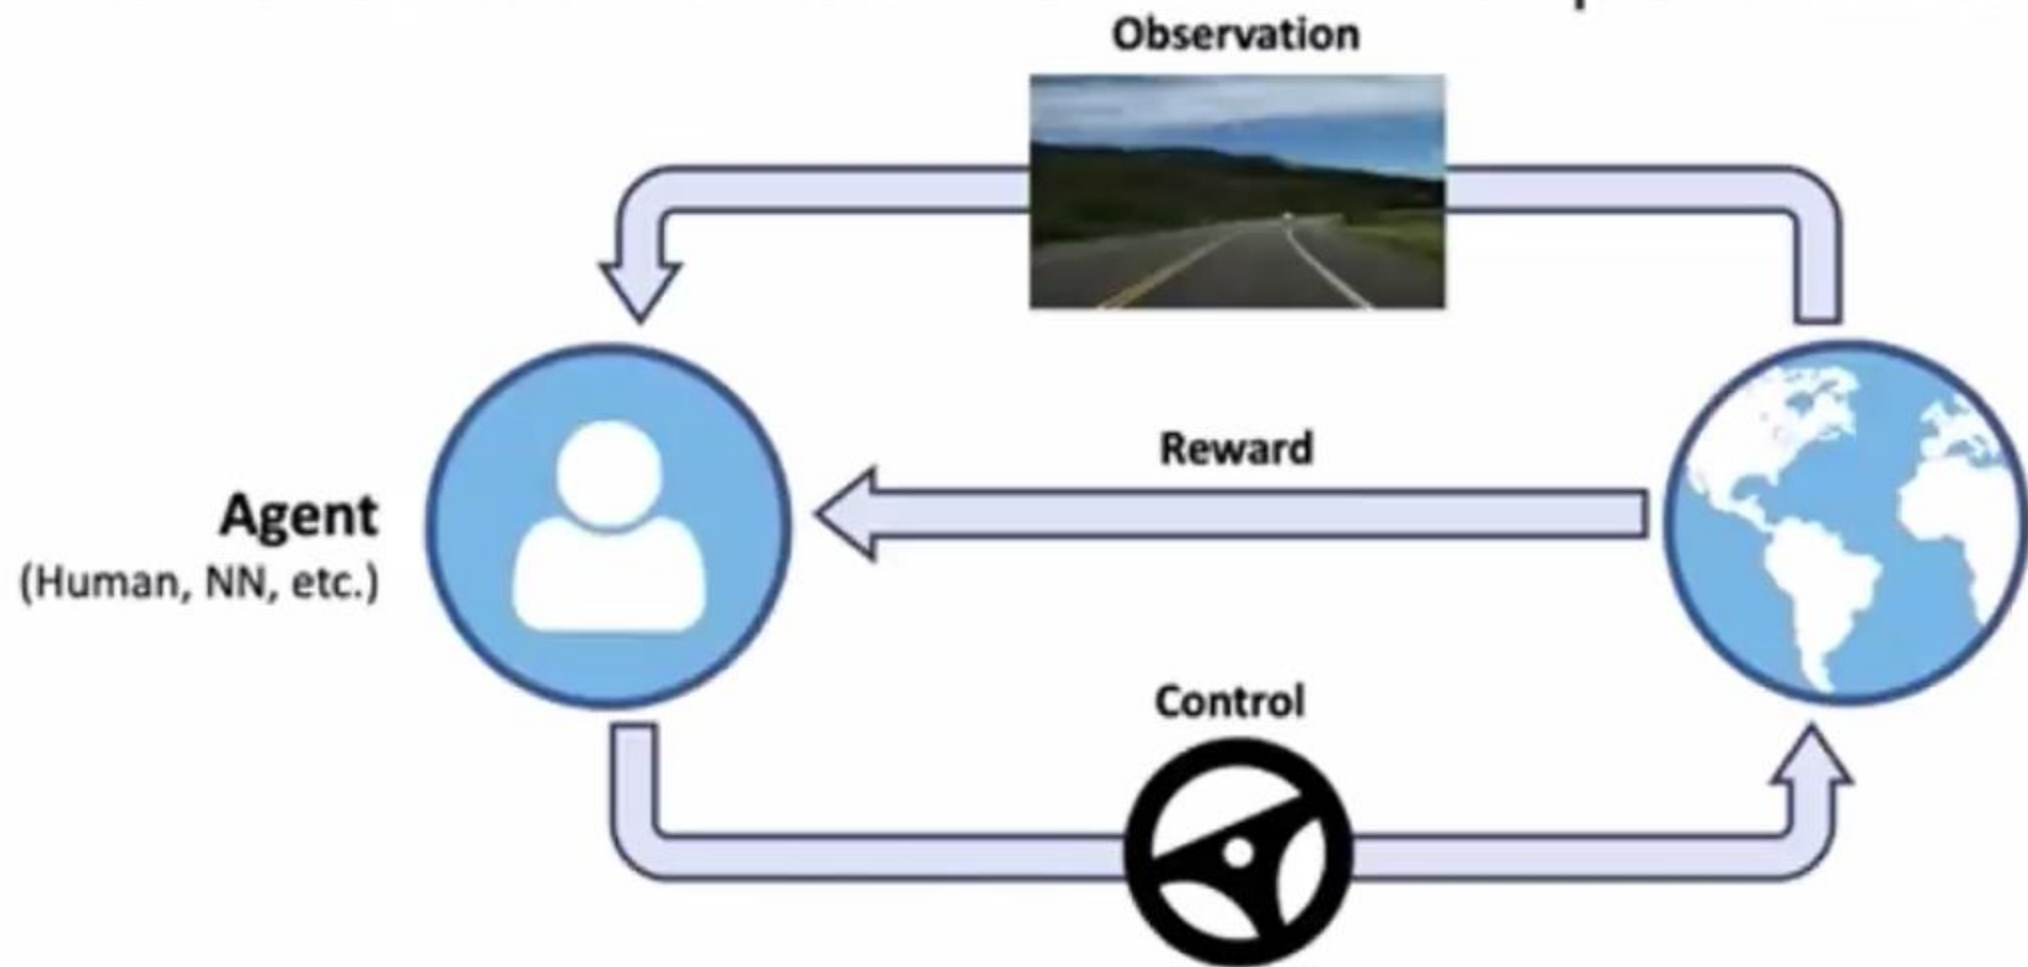 Observation
Reward
Agent
(Human, NN, etc.)
Control